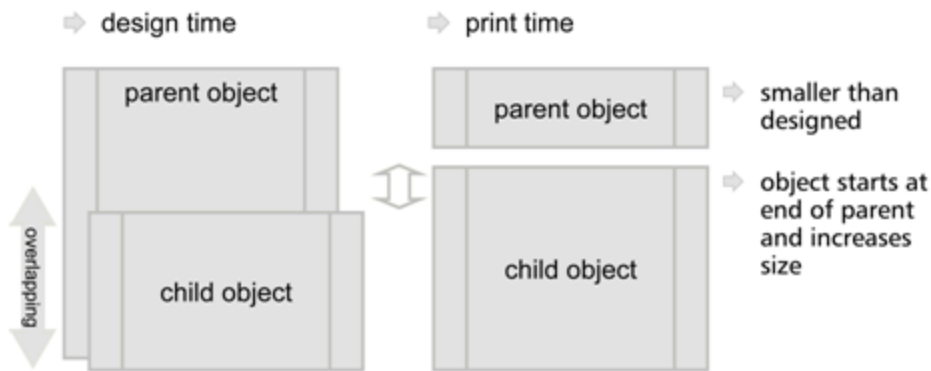 design time
print time
parent object
overlapping
child object
parent object
child object
smaller than
designed
object starts at
end of parent
and increases
size